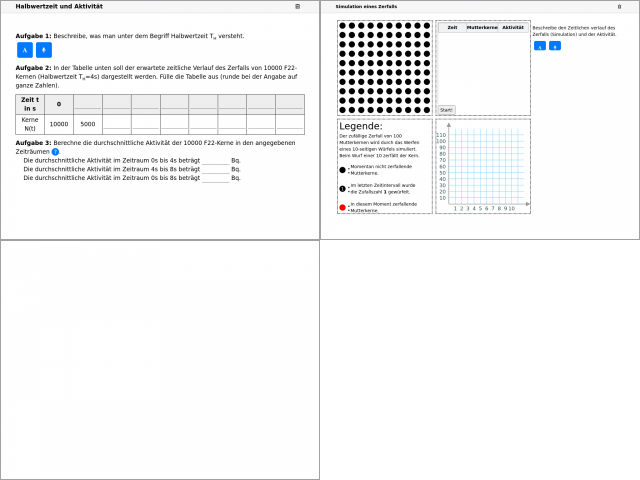 Halbwertzeit und Aktivität
Aufgabe 1: Beschreibe, was man unter dem Begriff Halbwertzeit T_H versteht.
A
Aufgabe 2: In der Tabelle unten soll der erwartete zeitliche Verlauf des Zerfalls von 10000 F22-
Kernen (Halbwertzeit T_H=4s) dargestellt werden. Fülle die Tabelle aus (runde bei der Angabe auf
ganze Zahlen).
Zeit t in s 0
Kerne N(t) 10000 5000
Aufgabe 3: Berechne die durchschnittliche Aktivität der 10000 F22-Kerne in den angegebenen
Zeiträumen ?
Die durchschnittliche Aktivität im Zeitraum 0s bis 4s beträgt ________ Bq.
Die durchschnittliche Aktivität im Zeitraum 4s bis 8s beträgt ________ Bq.
Die durchschnittliche Aktivität im Zeitraum 0s bis 8s beträgt ________ Bq.
Simulation eines Zerfalls
Zeit Mutterkerne Aktivität
Start!
Beschreibe den Zeitlichen verlauf des
Zerfalls (Simulation) und der Aktivität.
A
Legende:
Der zufällige Zerfall von 100
Mutterkernen wird durch das Werfen
eines 10-seitigen Würfels simuliert.
Beim Wurf einer 10 zerfällt der Kern.
: Momentan nicht zerfallende
Mutterkerne.
1 : im letzten Zeitintervall wurde
die Zufallszahl 1 gewürfelt.
: in diesem Moment zerfallende
Mutterkerne.
110
100
90
80
70
60
50
40
30
20
10
1 2 3 4 5 6 7 8 9 10